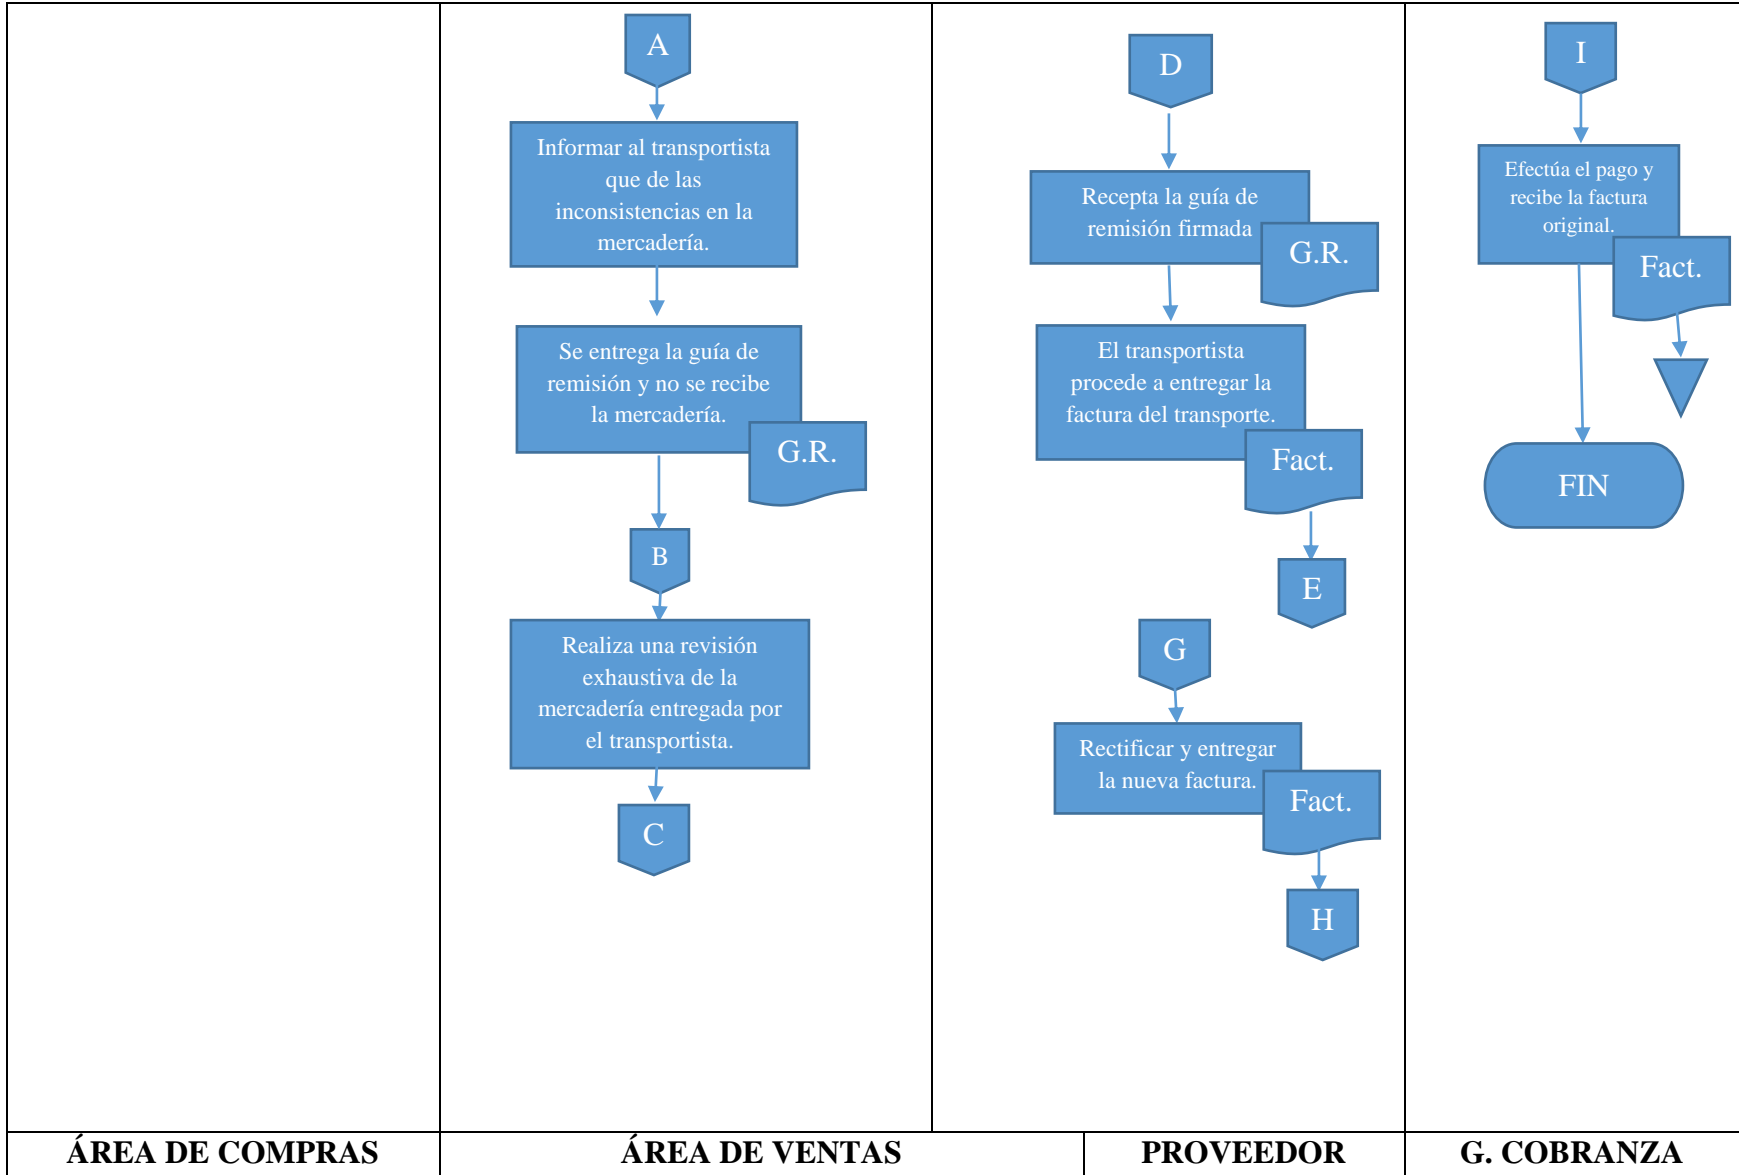 A
Informar al transportista
que de las
inconsistencias en la
mercadería.
Se entrega la guía de
remisión y no se recibe
la mercadería.
G.R.
B
Realiza una revisión
exhaustiva de la
mercadería entregada por
el transportista.
C
D
Recepta la guía de
remisión firmada
G.R.
El transportista
procede a entregar la
factura del transporte.
Fact.
E
G
Rectificar y entregar
la nueva factura.
Fact.
H
I
Efectúa el pago y
recibe la factura
original.
Fact.
FIN
ÁREA DE COMPRAS
ÁREA DE VENTAS
PROVEEDOR
G. COBRANZA